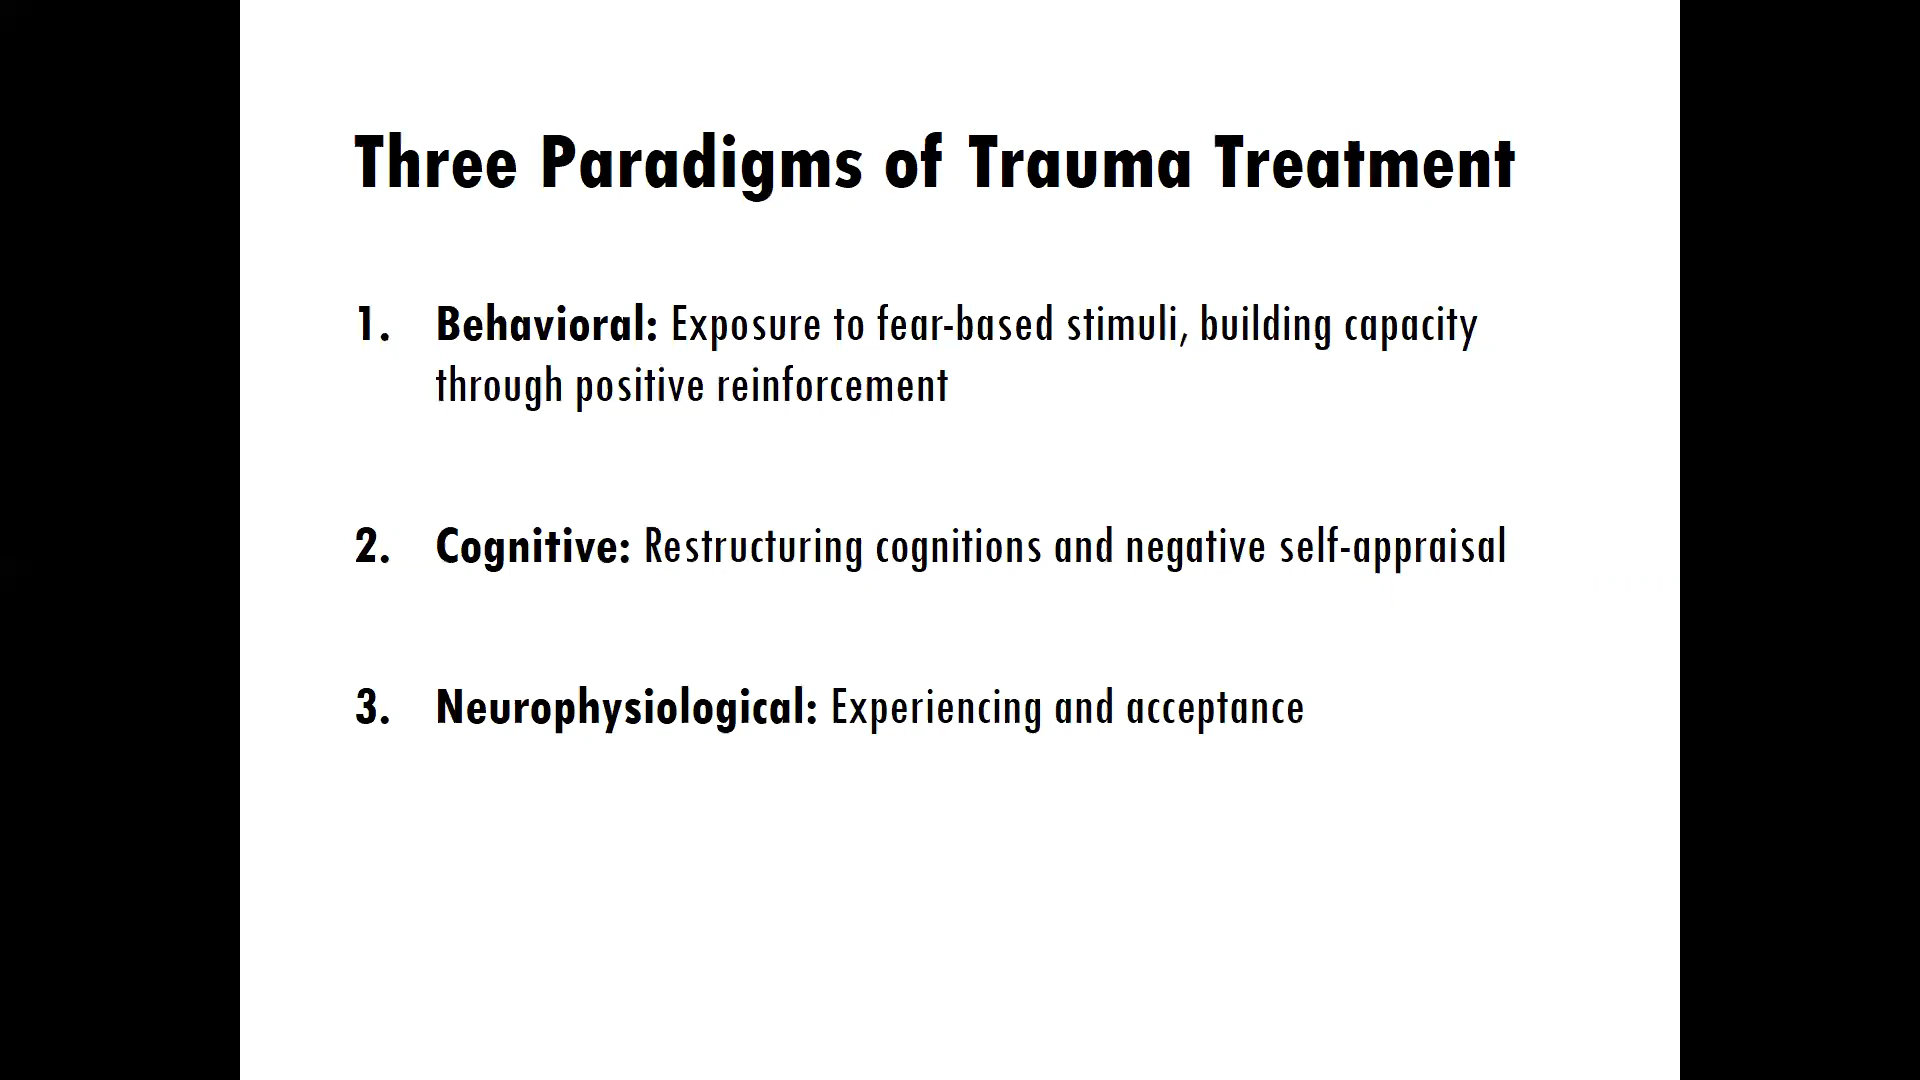 Three Paradigms of Trauma Treatment
1. Behavioral: Exposure to fear-based stimuli, building capacity
through positive reinforcement
2. Cognitive: Restructuring cognitions and negative self-appraisal
3. Neurophysiological: Experiencing and acceptance